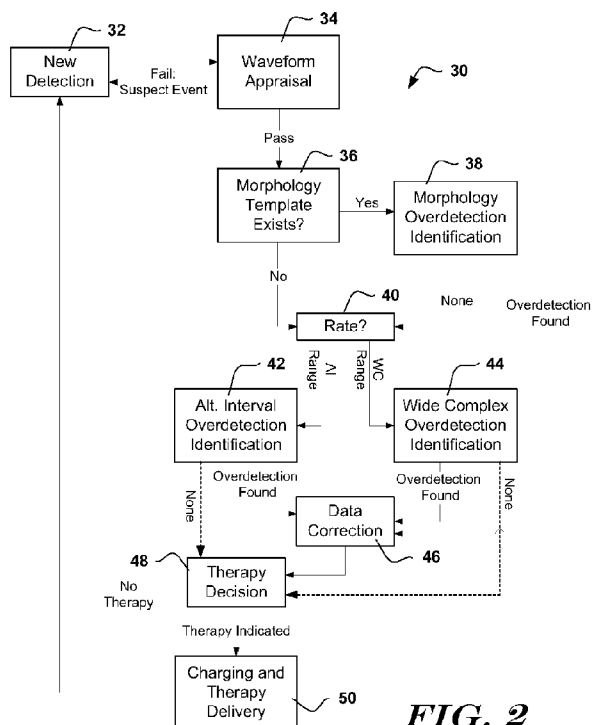 32
34
New
Detection
Fail:
Suspect Event
Waveform
Appraisal
30
Pass
36
38
Morphology
Template
Exists?
Yes
Morphology
Overdetection
Identification
No
40
None
Overdetection
Found
Rate?
AI
Range
WC
Range
42
44
Alt. Interval
Overdetection
Identification
Wide Complex
Overdetection
Identification
None
Overdetection
Found
Overdetection
Found
None
Data
Correction
46
48
Therapy
Decision
No
Therapy
Therapy Indicated
Charging and
Therapy
Delivery
50
FIG. 2